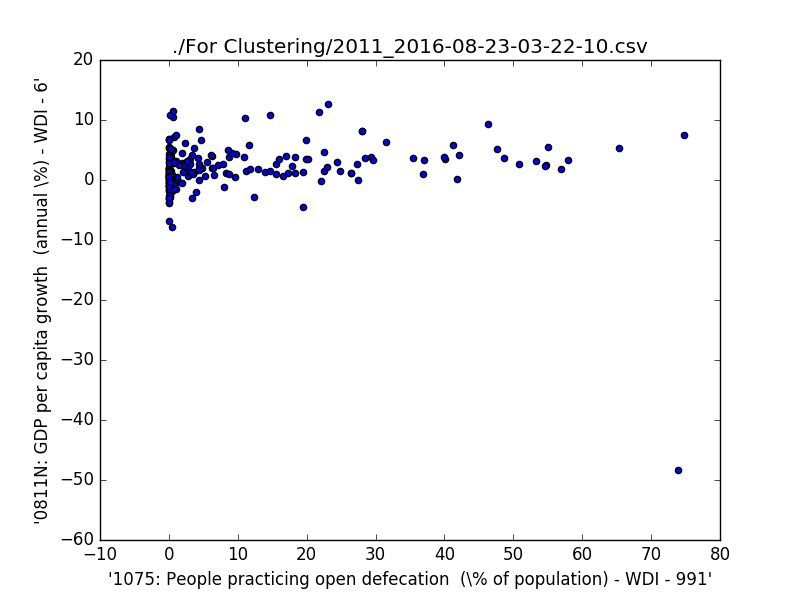 ./For Clustering/2011_2016-08-23-03-22-10.csv
20
10
0
−10
−20
−30
−40
−50
−60
'0811N: GDP per capita growth  (annual \%) - WDI - 6'
−10 0 10 20 30 40 50 60 70 80
'1075: People practicing open defecation  (\% of population) - WDI - 991'